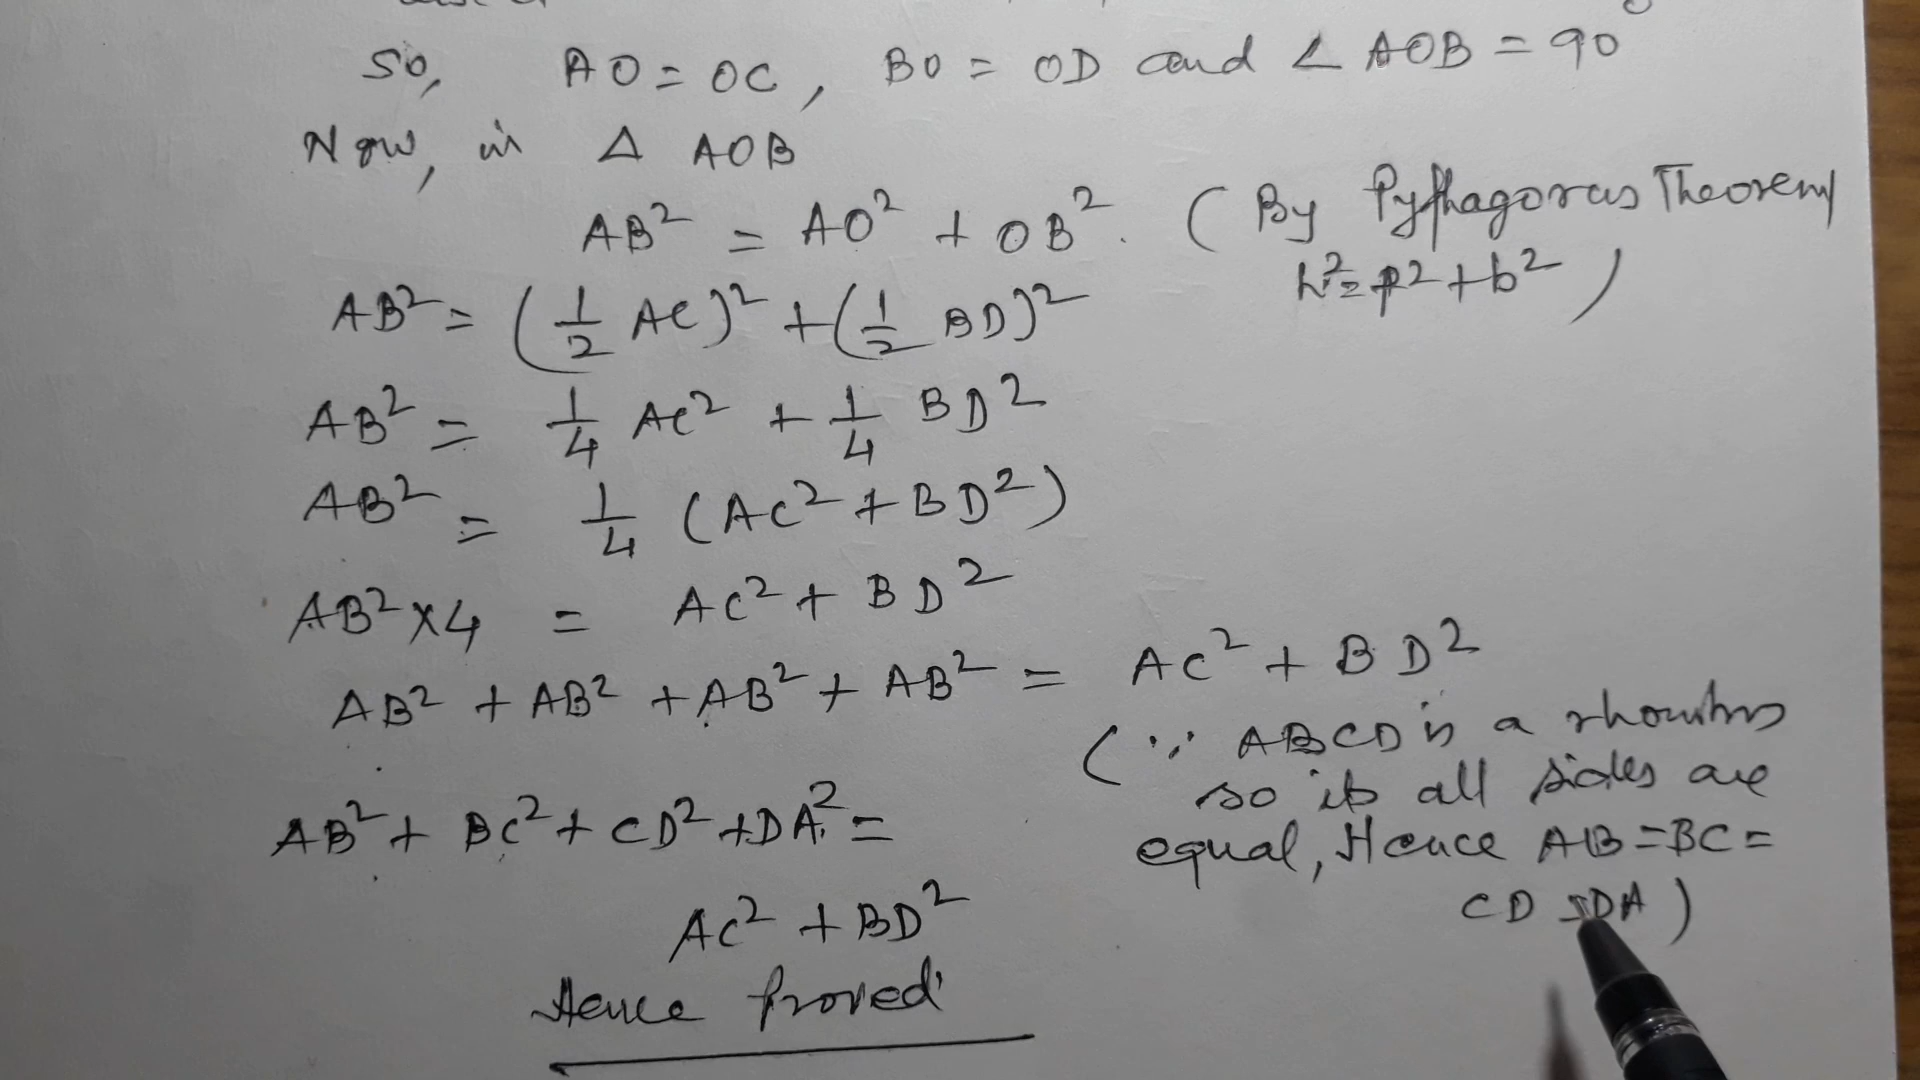 So, AO = OC, BO = OD and ∠ AOB = 90°
Now, in Δ AOB
AB² = AO² + OB². (By Pythagoras Theorem
h² = p² + b²)
AB² = (1/2 AC)² + (1/2 BD)²
AB² = 1/4 AC² + 1/4 BD²
AB² = 1/4 (AC² + BD²)
AB² × 4 = AC² + BD²
AB² + AB² + AB² + AB² = AC² + BD²
(∵ ABCD is a rhombus
so its all sides are
equal, Hence AB = BC =
CD = DA)
AB² + BC² + CD² + DA² =
AC² + BD²
Hence Proved